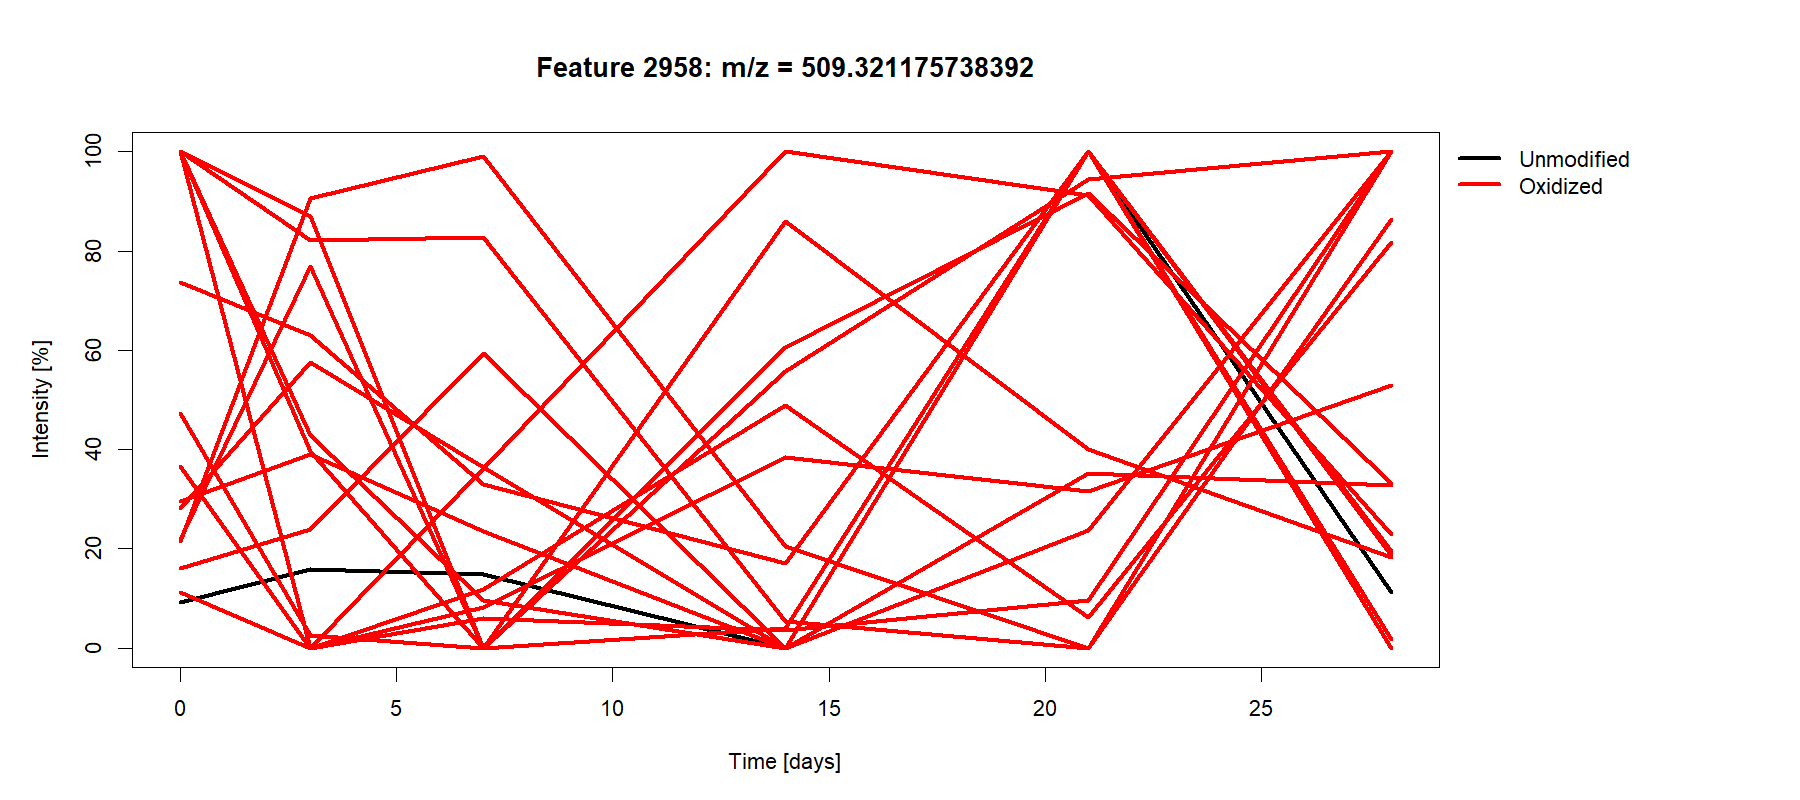 Feature 2958: m/z = 509.321175738392
Unmodified
Oxidized
Intensity [%]
100
80
60
40
20
0
0 5 10 15 20 25
Time [days]